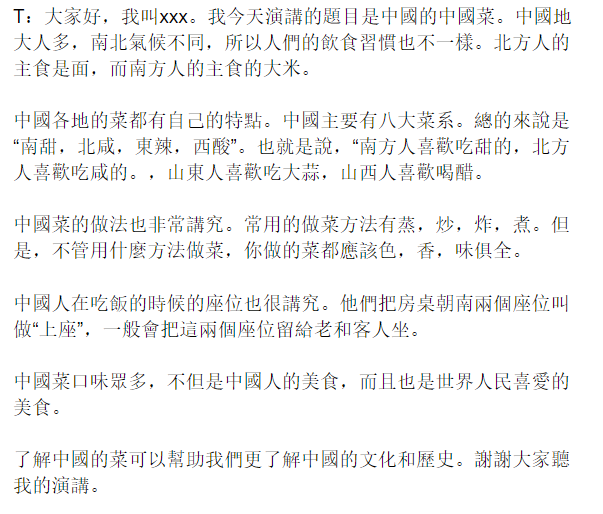 T：大家好，我叫xxx。我今天演講的題目是中國的中國菜。中國地
大人多，南北氣候不同，所以人們的飲食習慣也不一樣。北方人的
主食是面，而南方人的主食的大米。
中國各地的菜都有自己的特點。中國主要有八大菜系。總的來說是
“南甜，北咸，東辣，西酸”。也就是說，“南方人喜歡吃甜的，北方
人喜歡吃咸的。，山東人喜歡吃大蒜，山西人喜歡喝醋。
中國菜的做法也非常講究。常用的做菜方法有蒸，炒，炸，煮。但
是，不管用什麼方法做菜，你做的菜都應該色，香，味俱全。
中國人在吃飯的時候的座位也很講究。他們把房桌朝南兩個座位叫
做“上座”，一般會把這兩個座位留給老和客人坐。
中國菜口味眾多，不但是中國人的美食，而且也是世界人民喜愛的
美食。
了解中國的菜可以幫助我們更了解中國的文化和歷史。謝謝大家聽
我的演講。